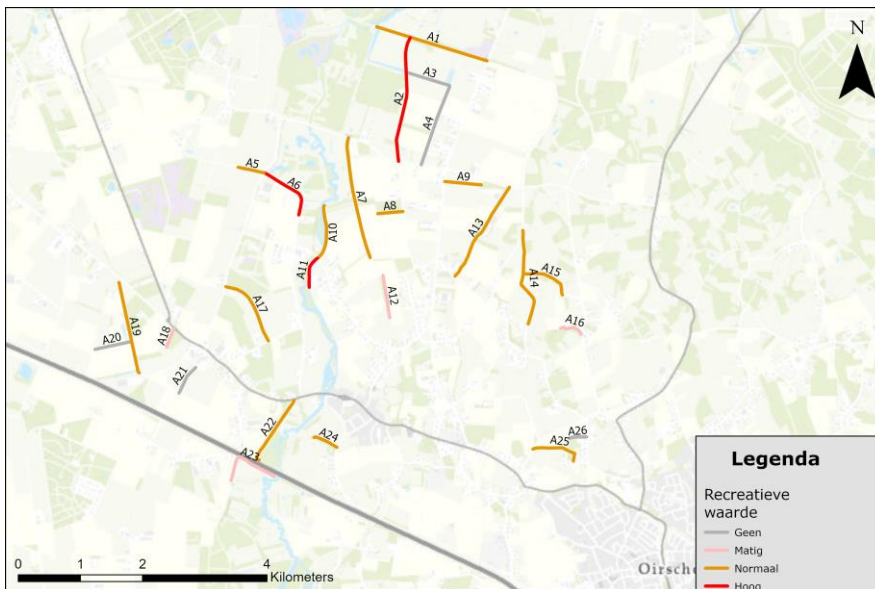 A1
N
A3
A2
A4
A5
A6
A9
A7
A8
A13
A10
A11
A15
A14
A12
A17
A16
A19
A18
A20
A21
A22
A24
A26
A25
A23
Legenda
Recreatieve
waarde
Geen
Matig
Normaal
Hoog
Oirsch
0 1 2 4
Kilometers